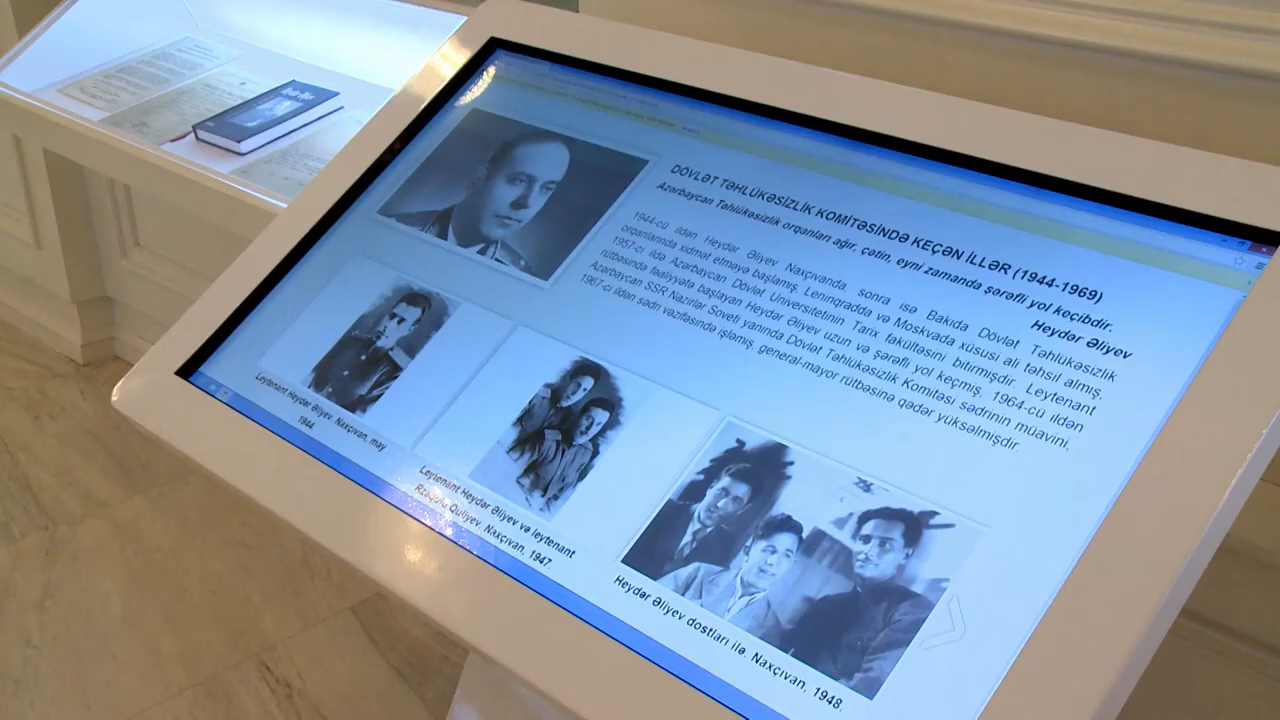 DÖVLƏT TƏHLÜKƏSİZLİK KOMİTƏSİNDƏ KEÇƏN İLLƏR (1944-1969)
Azərbaycan Təhlükəsizlik orqanları ağır, çətin, eyni zamanda şərəfli yol keçibdir.
Heydər Əliyev
1944-cü ildən Heydər Əliyev Naxçıvanda sonra isə Bakıda Dövlət Təhlükəsizlik
orqanlarında xidmət etməyə başlamış, Leninqradda və Moskvada xüsusi ali təhsil almış,
1957-ci ildə Azərbaycan Dövlət Universitetinin Tarix fakültəsini bitirmişdir. Leytenant
rütbəsində fəaliyyətə başlayan Heydər Əliyev uzun və şərəfli yol keçmiş, 1964-cü ildən
Azərbaycan SSR Nazirlər Soveti yanında Dövlət Təhlükəsizlik Komitəsi sədrinin müavini,
1967-ci ildən sədri vəzifəsində işləmiş, general-mayor rütbəsinə qədər yüksəlmişdir.
Leytenant Heydər Əliyev. Naxçıvan, may
1944.
Leytenant Heydər Əliyev və leytenant
Rzaqulu Quliyev. Naxçıvan, 1947.
Heydər Əliyev dostları ilə. Naxçıvan, 1948.